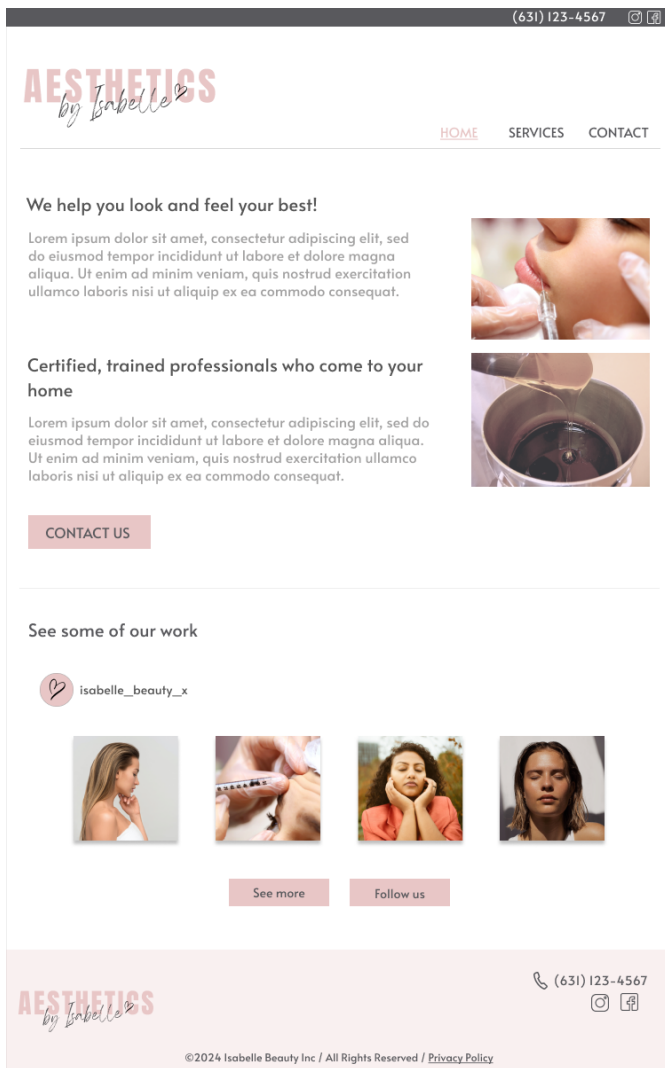 (631) 123-4567
AESTHETICS
by Isabelle
HOME SERVICES CONTACT
We help you look and feel your best!
Lorem ipsum dolor sit amet, consectetur adipiscing elit, sed
do eiusmod tempor incididunt ut labore et dolore magna
aliqua. Ut enim ad minim veniam, quis nostrud exercitation
ullamco laboris nisi ut aliquip ex ea commodo consequat.
Certified, trained professionals who come to your
home
Lorem ipsum dolor sit amet, consectetur adipiscing elit, sed do
eiusmod tempor incididunt ut labore et dolore magna aliqua.
Ut enim ad minim veniam, quis nostrud exercitation ullamco
laboris nisi ut aliquip ex ea commodo consequat.
CONTACT US
See some of our work
isabelle_beauty_x
See more
Follow us
(631) 123-4567
AESTHETICS
by Isabelle
©2024 Isabelle Beauty Inc / All Rights Reserved / Privacy Policy